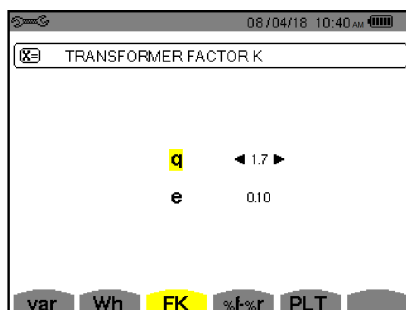 08/04/18 10:40 AM
X= TRANSFORMER FACTOR K
q ◄ 1.7 ►
e 0.10
var Wh FK %f-%r PLT